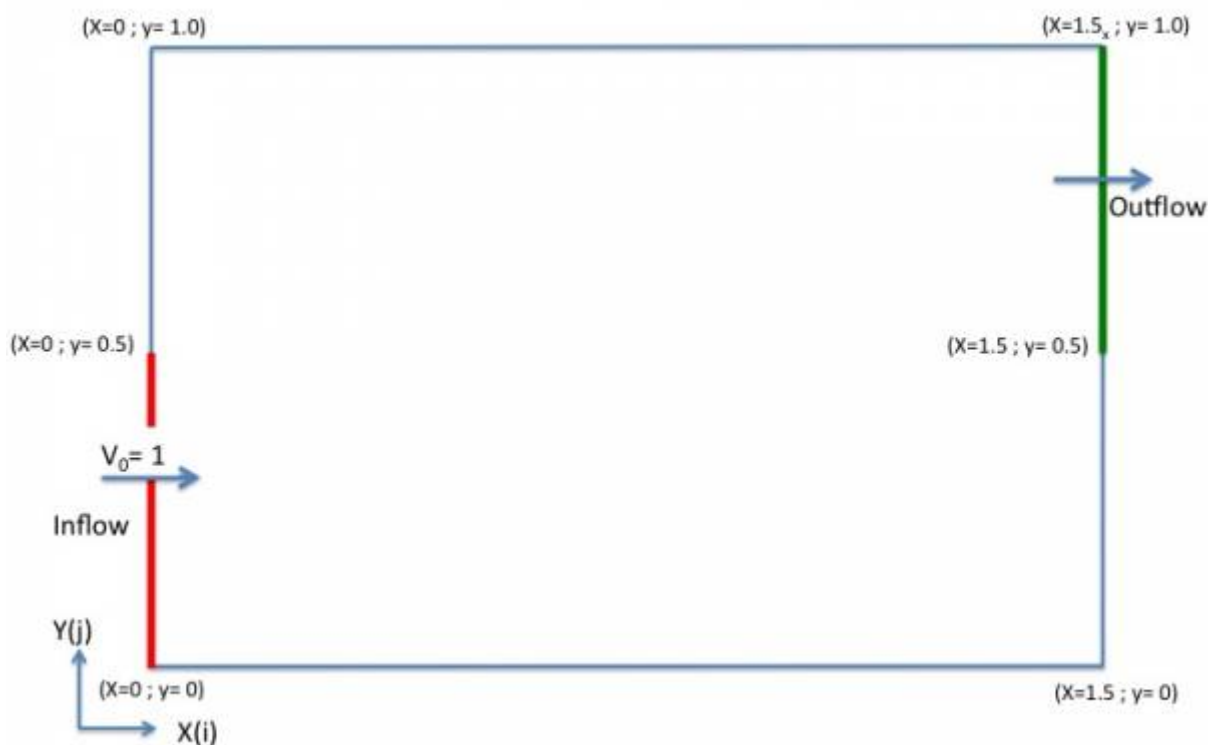 (X=0 ; y= 1.0)
(X=1.5ₓ ; y= 1.0)
Outflow
(X=0 ; y= 0.5)
(X=1.5 ; y= 0.5)
V₀= 1
Inflow
Y(j)
(X=0 ; y= 0)
(X=1.5 ; y= 0)
X(i)